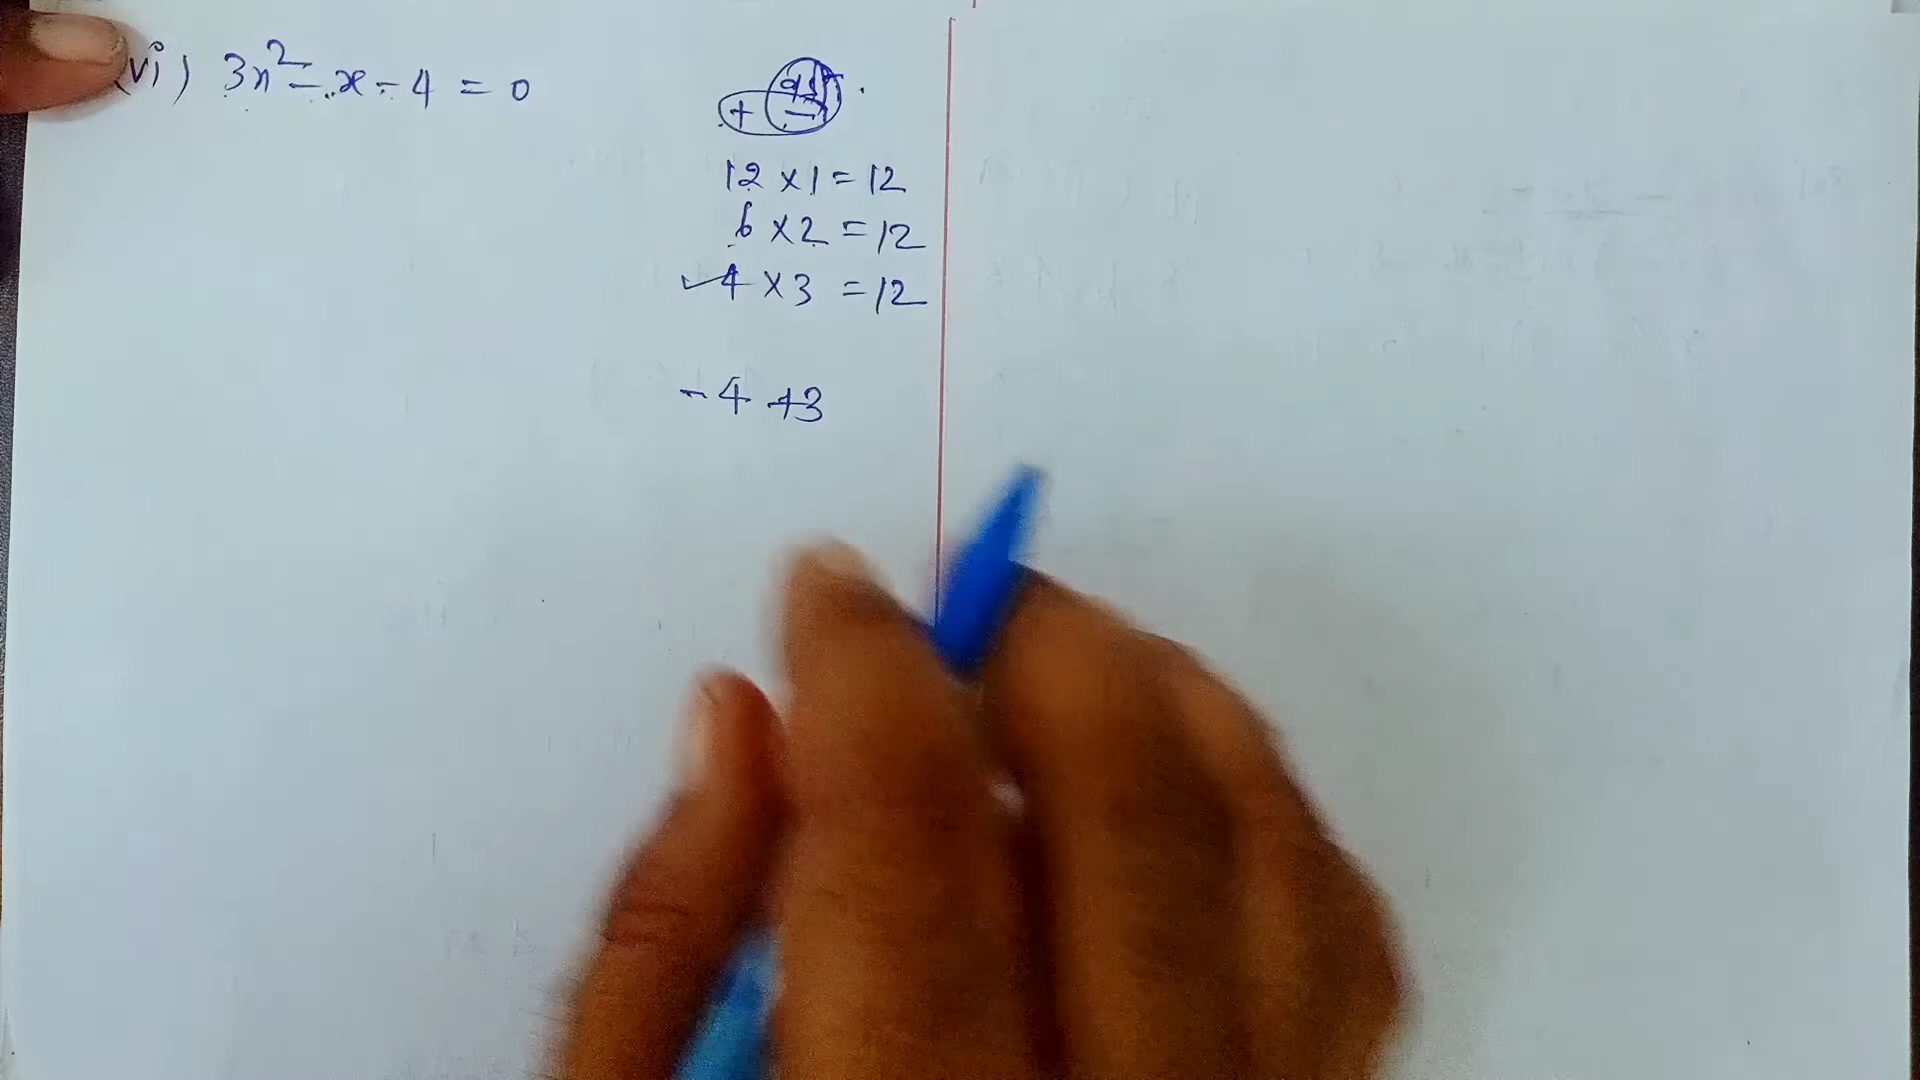 (vi) 3x² - x - 4 = 0
+ -
12 × 1 = 12
6 × 2 = 12
✓4 × 3 = 12
- 4 +3